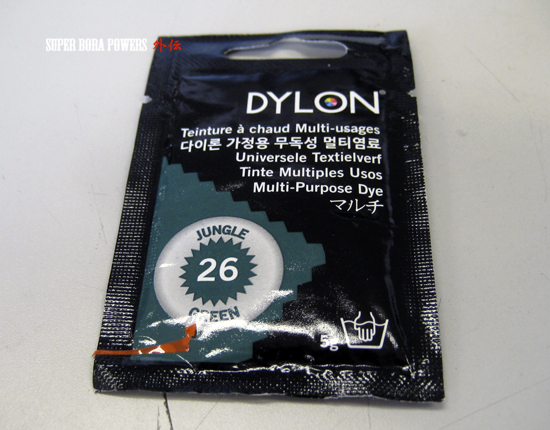 SUPER BORA POWERS 外伝
DYLON®
Teinture à chaud Multi-usages
다이론 가정용 무독성 멀티염료
Universele Textielverf
Tinte Multiples Usos
Multi-Purpose Dye
マルチ
JUNGLE
26
GREEN
5g